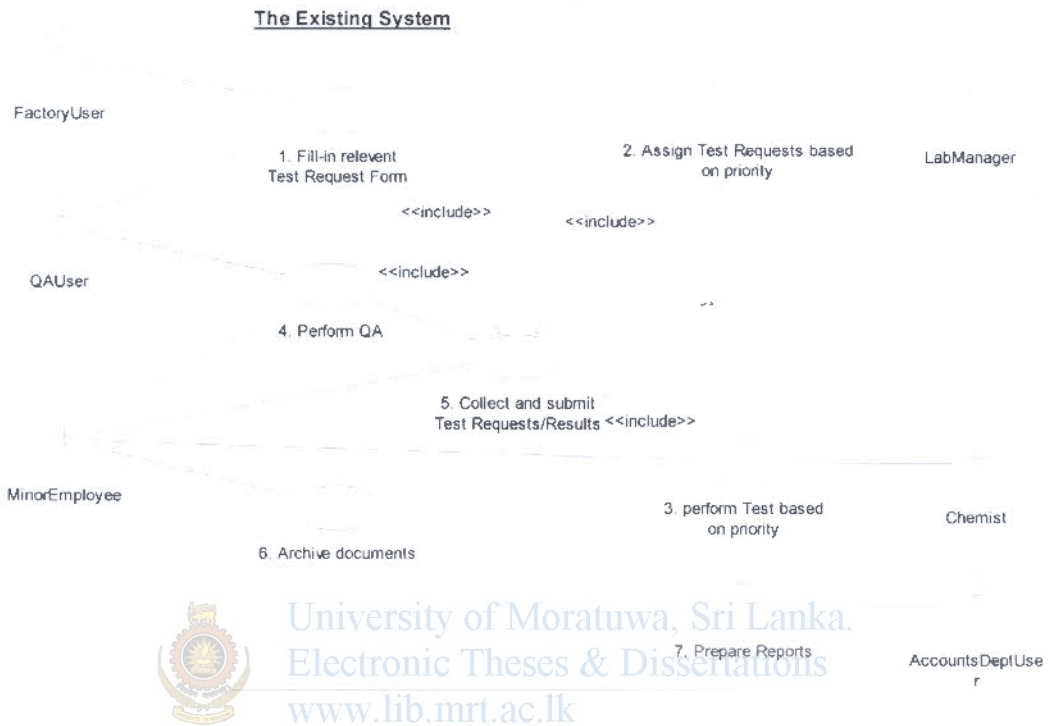 The Existing System
FactoryUser
1. Fill-in relevent
Test Request Form
2. Assign Test Requests based
on priority
LabManager
<<include>>
<<include>>
QAUser
<<include>>
4. Perform QA
5. Collect and submit
Test Requests/Results
<<include>>
MinorEmployee
3. perform Test based
on priority
Chemist
6. Archive documents
University of Moratuwa, Sri Lanka.
Electronic Theses & Dissertations
www.lib.mrt.ac.lk
7. Prepare Reports
AccountsDeptUse
r